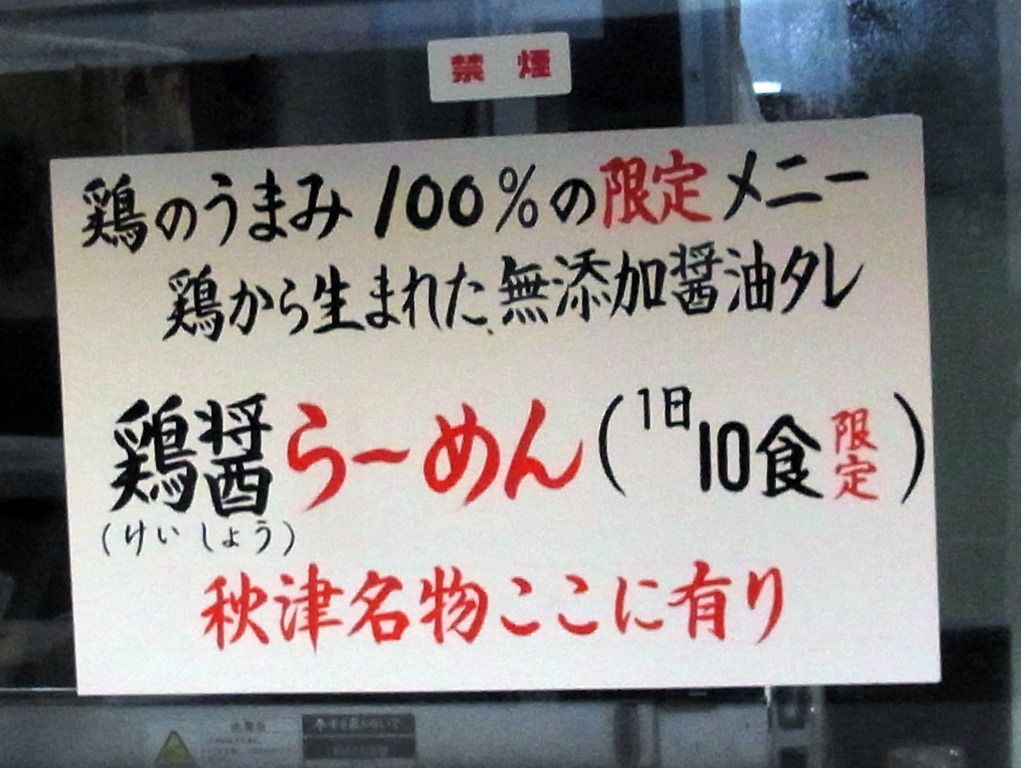 禁煙
鶏のうまみ100%の限定メニー
鶏から生まれた、無添加醤油タレ
鶏醤らーめん(1日10食限定)
(けいしょう)
秋津名物ここに有り